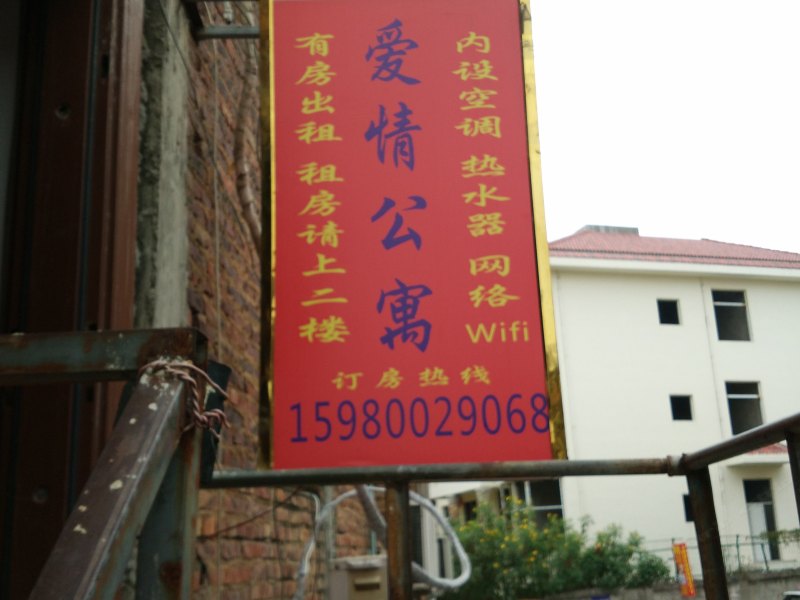 有房出租 租房请上二楼
爱情公寓
内设空调 热水器 网络 Wifi
订房热线
15980029068